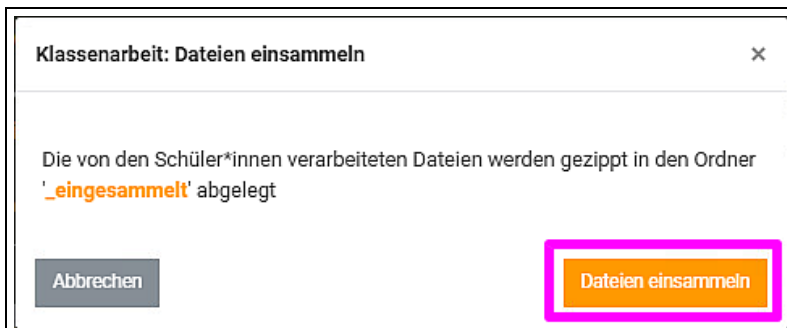 Klassenarbeit: Dateien einsammeln ×
Die von den Schüler*innen verarbeiteten Dateien werden gezippt in den Ordner
'_eingesammelt' abgelegt
Abbrechen Dateien einsammeln